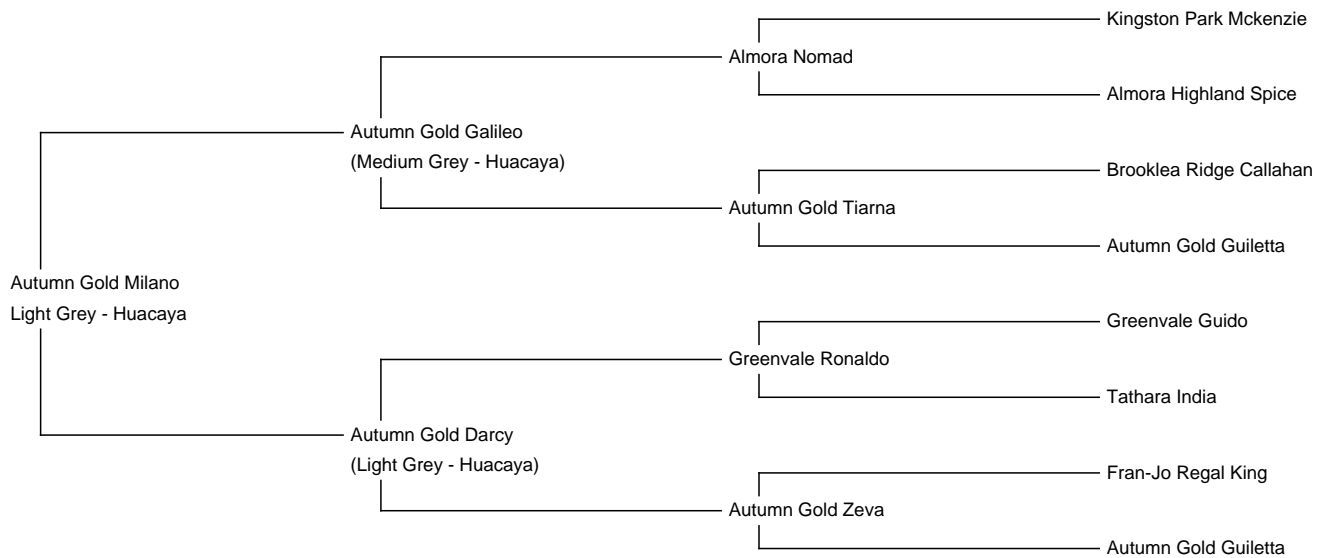 Kingston Park Mckenzie
Almora Nomad
Almora Highland Spice
Autumn Gold Galileo
(Medium Grey - Huacaya)
Brooklea Ridge Callahan
Autumn Gold Tiarna
Autumn Gold Guiletta
Autumn Gold Milano
Light Grey - Huacaya
Greenvale Guido
Greenvale Ronaldo
Tathara India
Autumn Gold Darcy
(Light Grey - Huacaya)
Fran-Jo Regal King
Autumn Gold Zeva
Autumn Gold Guiletta